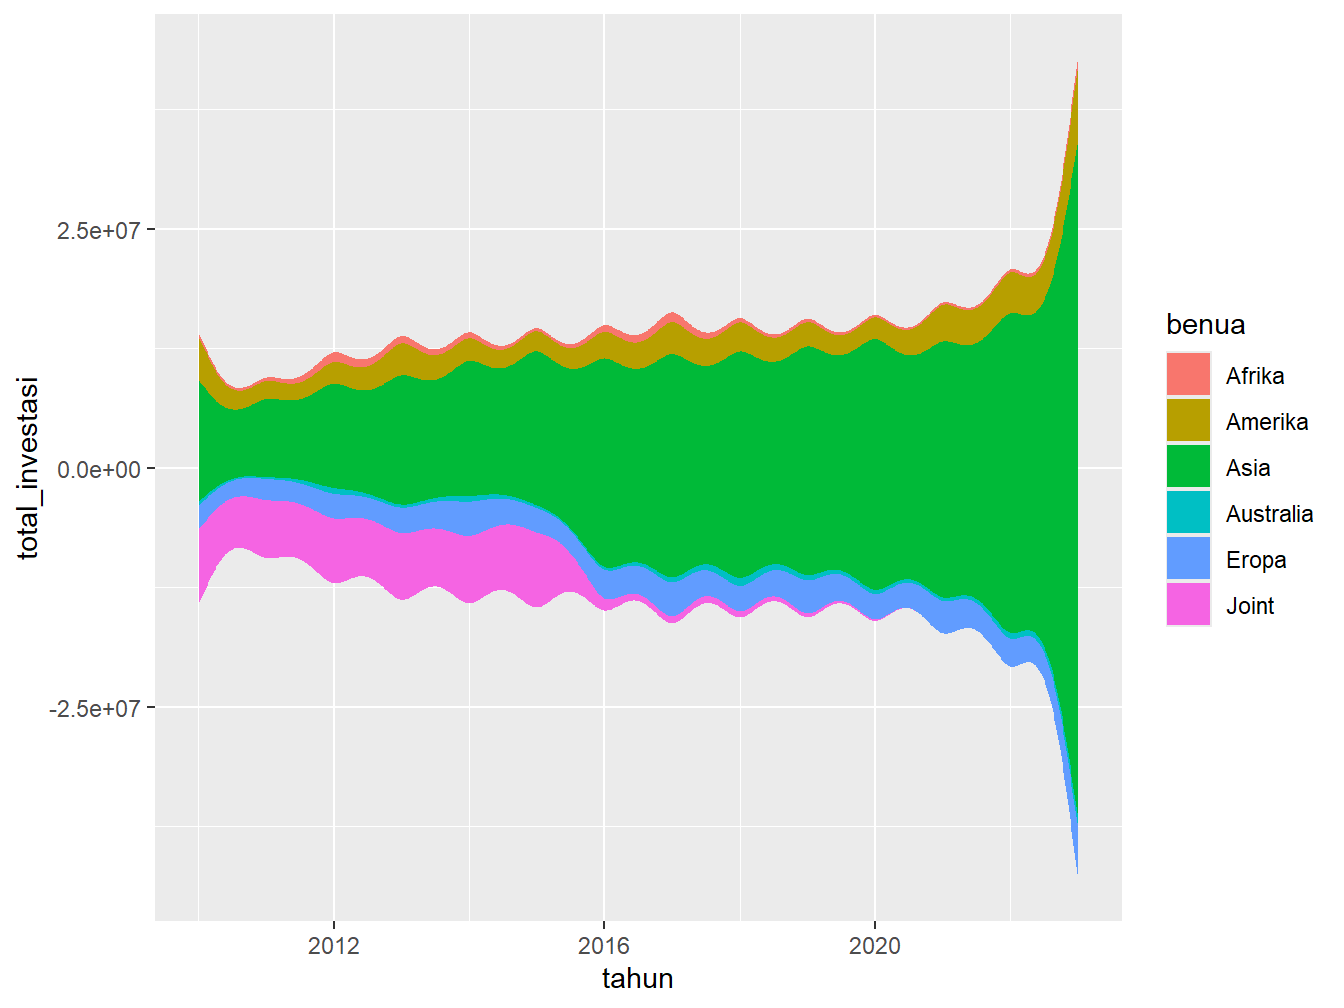 total_investasi
2.5e+07
0.0e+00
-2.5e+07
2012
2016
2020
tahun
benua
Afrika
Amerika
Asia
Australia
Eropa
Joint